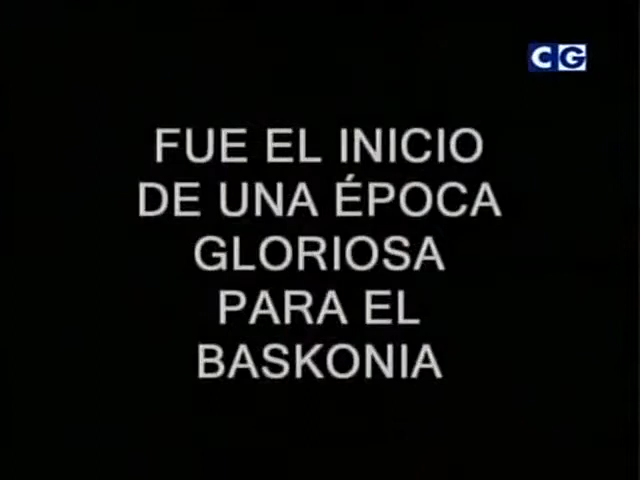 CG
FUE EL INICIO
DE UNA ÉPOCA
GLORIOSA
PARA EL
BASKONIA